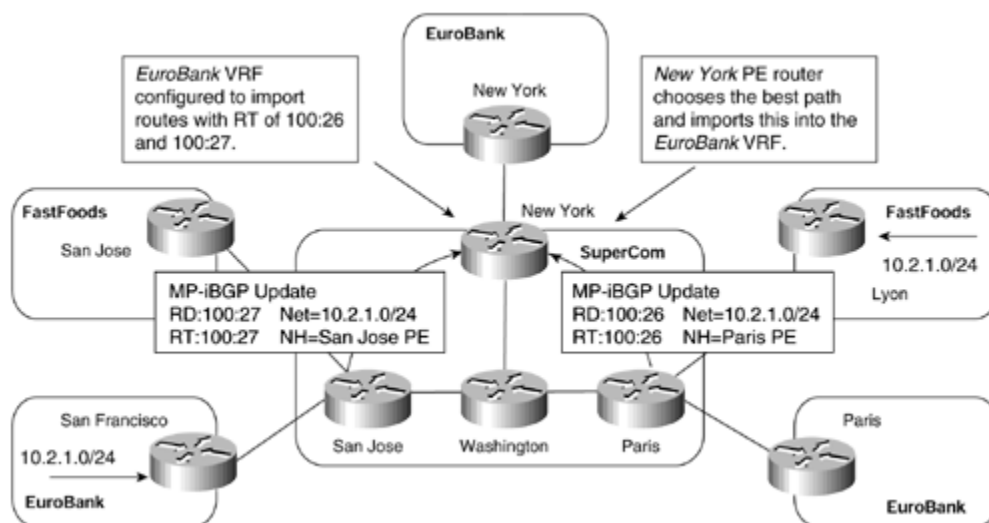 EuroBank
New York
EuroBank VRF
configured to import
routes with RT of 100:26
and 100:27.
New York PE router
chooses the best path
and imports this into the
EuroBank VRF.
FastFoods
San Jose
New York
SuperCom
FastFoods
10.2.1.0/24
Lyon
MP-iBGP Update
RD:100:27 Net=10.2.1.0/24
RT:100:27 NH=San Jose PE
MP-iBGP Update
RD:100:26 Net=10.2.1.0/24
RT:100:26 NH=Paris PE
San Francisco
10.2.1.0/24
EuroBank
San Jose
Washington
Paris
Paris
EuroBank